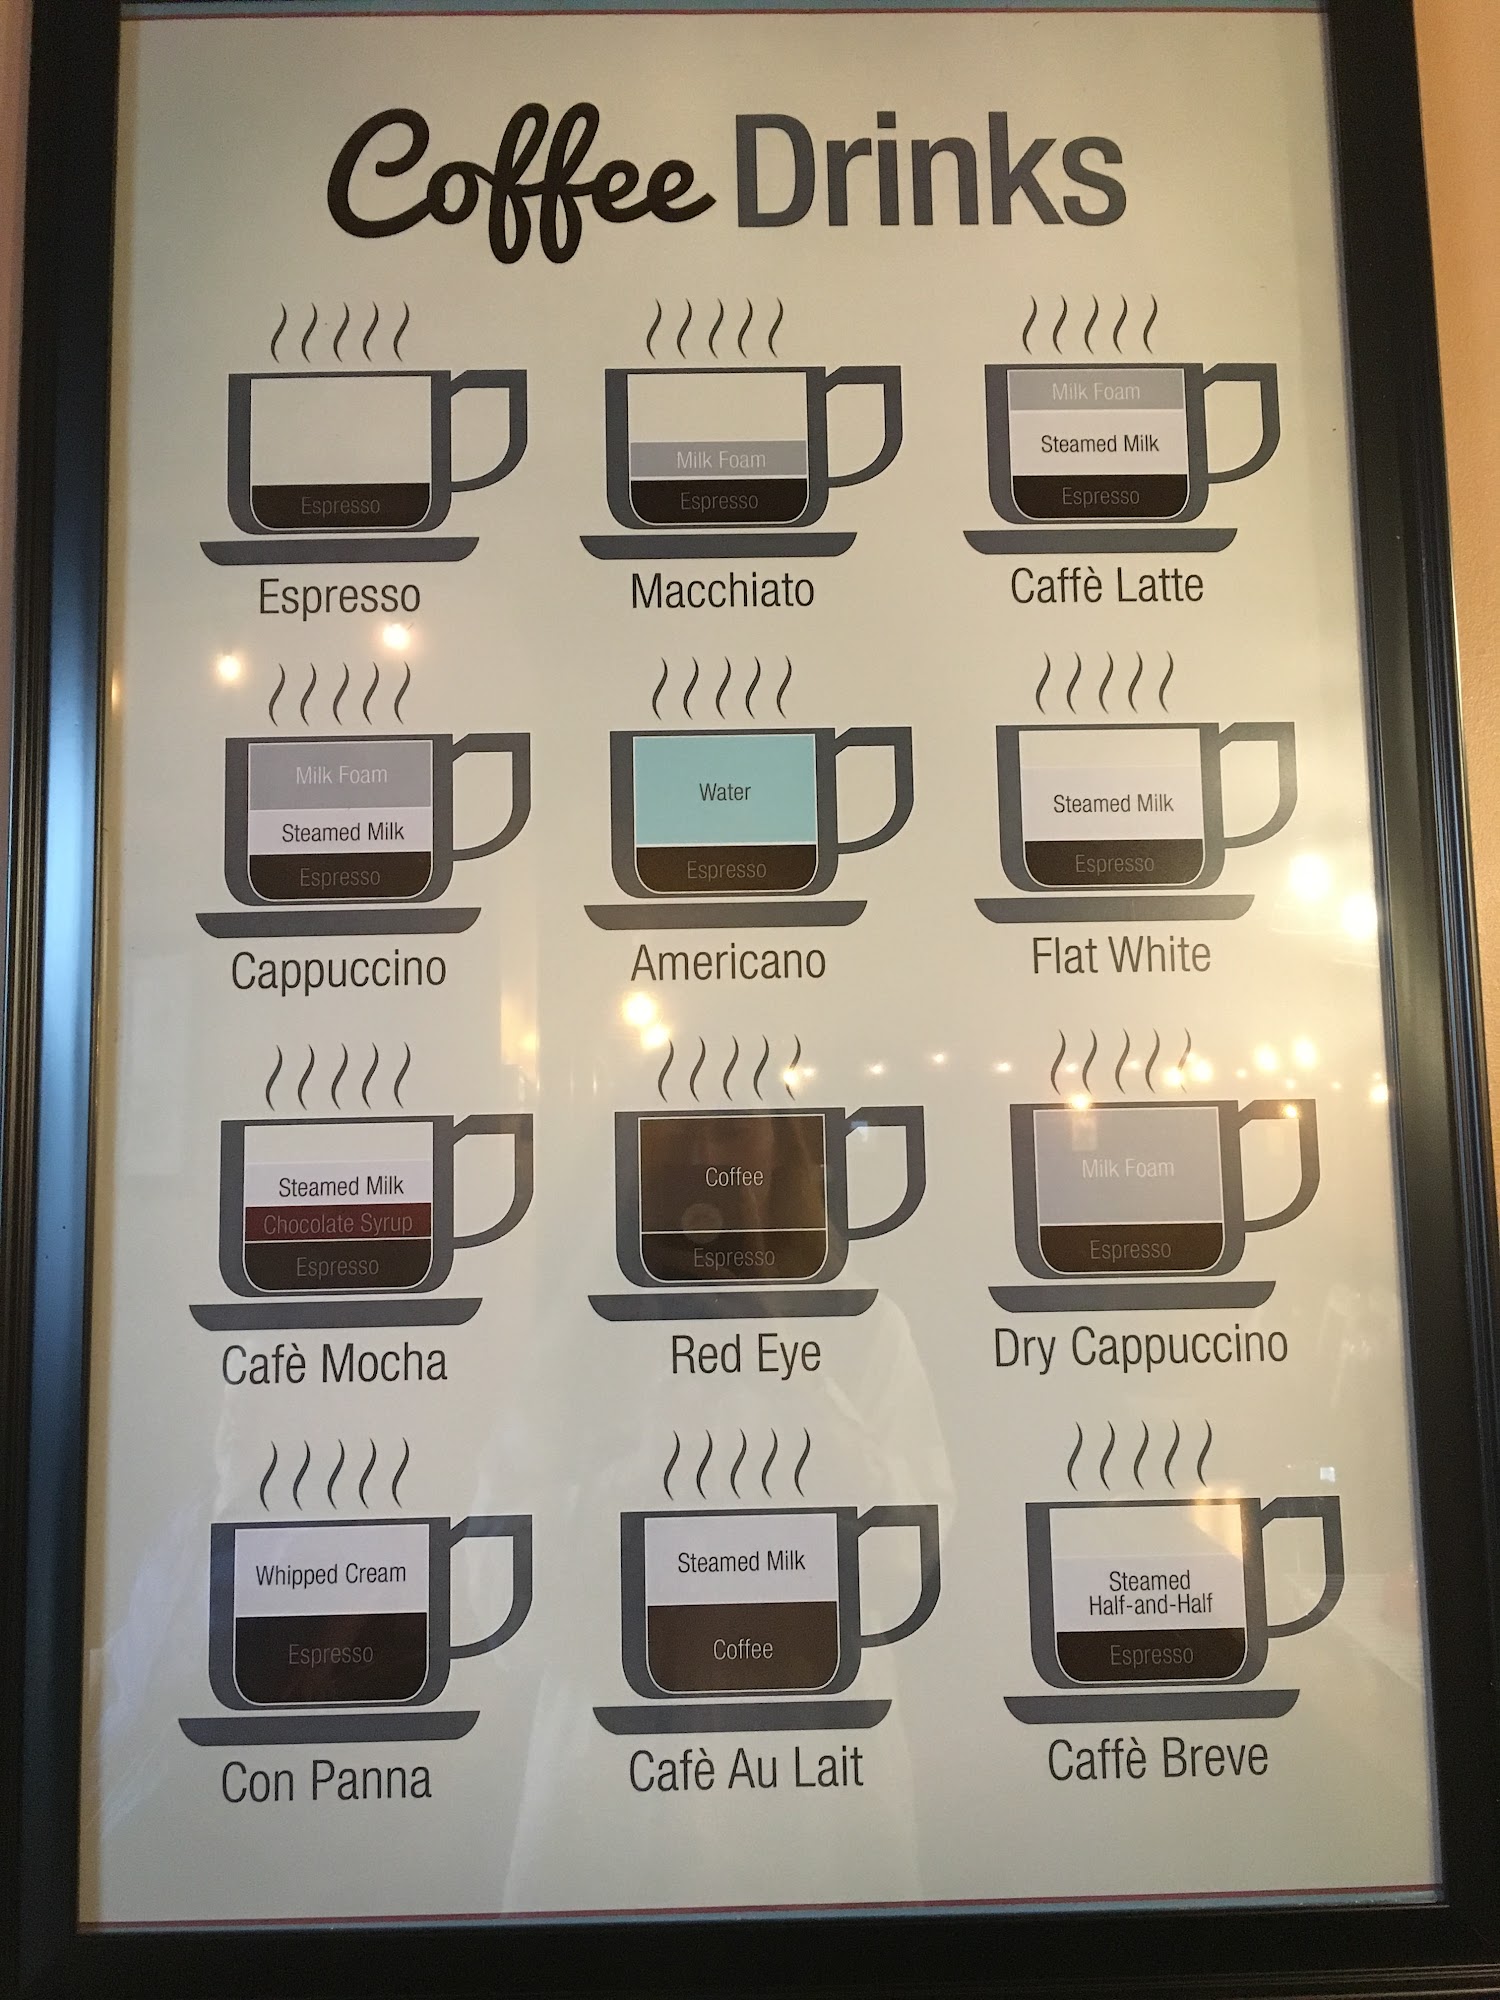 Coffee Drinks
Espresso
Espresso
Milk Foam
Espresso
Macchiato
Milk Foam
Steamed Milk
Espresso
Caffè Latte
Milk Foam
Steamed Milk
Espresso
Cappuccino
Water
Espresso
Americano
Steamed Milk
Espresso
Flat White
Steamed Milk
Chocolate Syrup
Espresso
Cafè Mocha
Coffee
Espresso
Red Eye
Milk Foam
Espresso
Dry Cappuccino
Whipped Cream
Espresso
Con Panna
Steamed Milk
Coffee
Cafè Au Lait
Steamed
Half-and-Half
Espresso
Caffè Breve